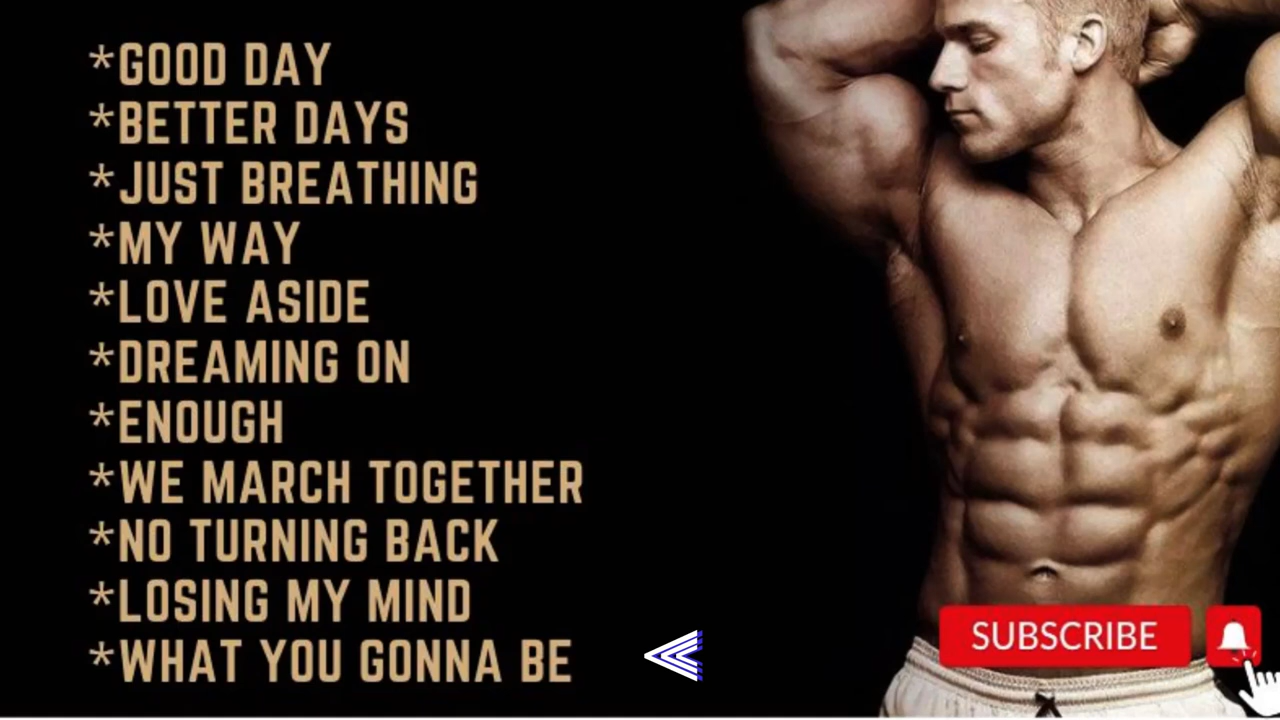 *GOOD DAY
*BETTER DAYS
*JUST BREATHING
*MY WAY
*LOVE ASIDE
*DREAMING ON
*ENOUGH
*WE MARCH TOGETHER
*NO TURNING BACK
*LOSING MY MIND
*WHAT YOU GONNA BE
SUBSCRIBE